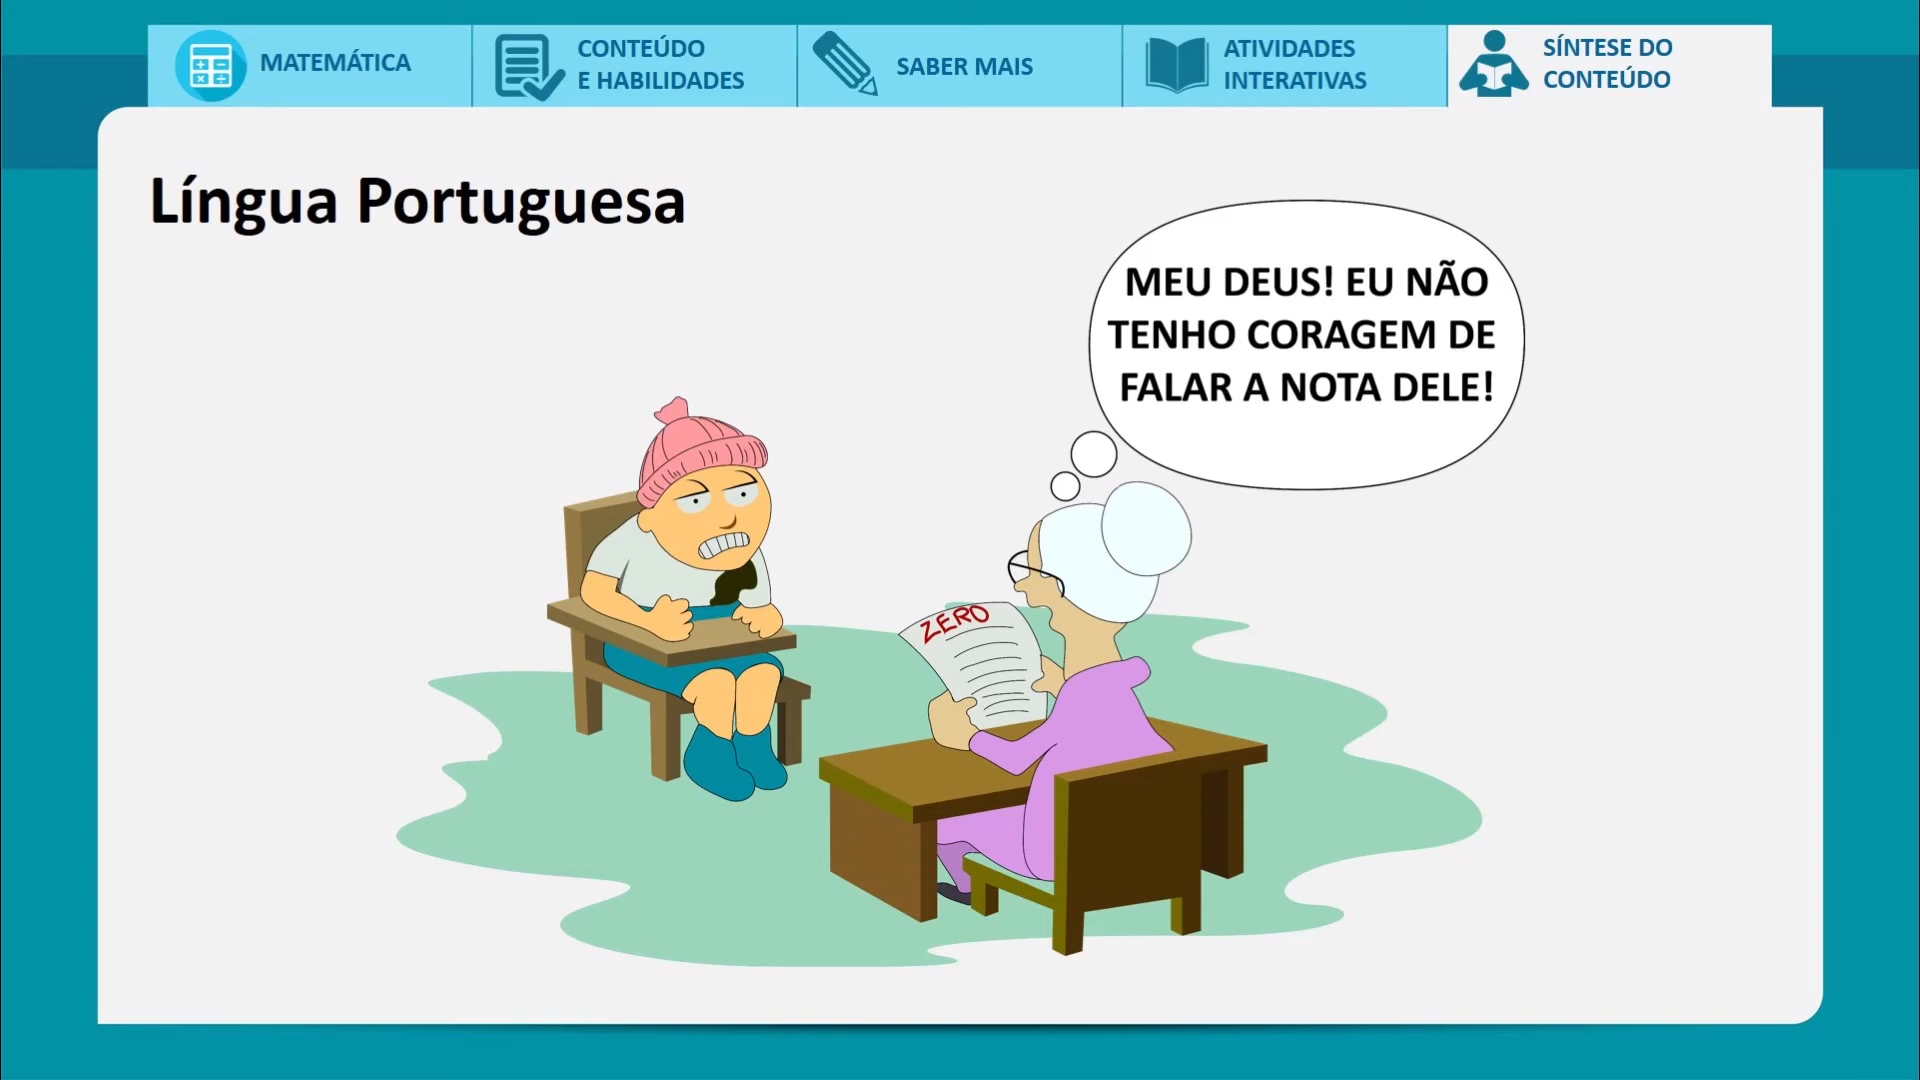 MATEMÁTICA
CONTEÚDO
E HABILIDADES
SABER MAIS
ATIVIDADES
INTERATIVAS
SÍNTESE DO
CONTEÚDO
Língua Portuguesa
MEU DEUS! EU NÃO
TENHO CORAGEM DE
FALAR A NOTA DELE!
ZERO